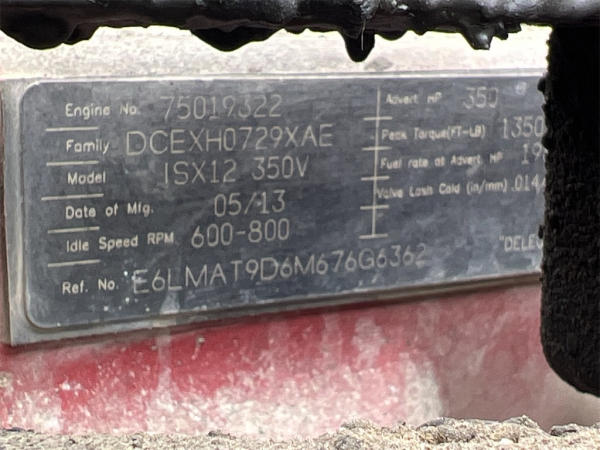 Engine No. 75019322
Family DCEXH0729XAE
Model ISX12 350V
Date of Mfg. 05/13
Idle Speed RPM 600-800
Ref. No. E6LMAT9D6M676G6362
Advert HP 350
Peak Torque(FT-LB) 1350
Fuel rate at Advert. HP
Valve Lash Cold (in/mm) .014